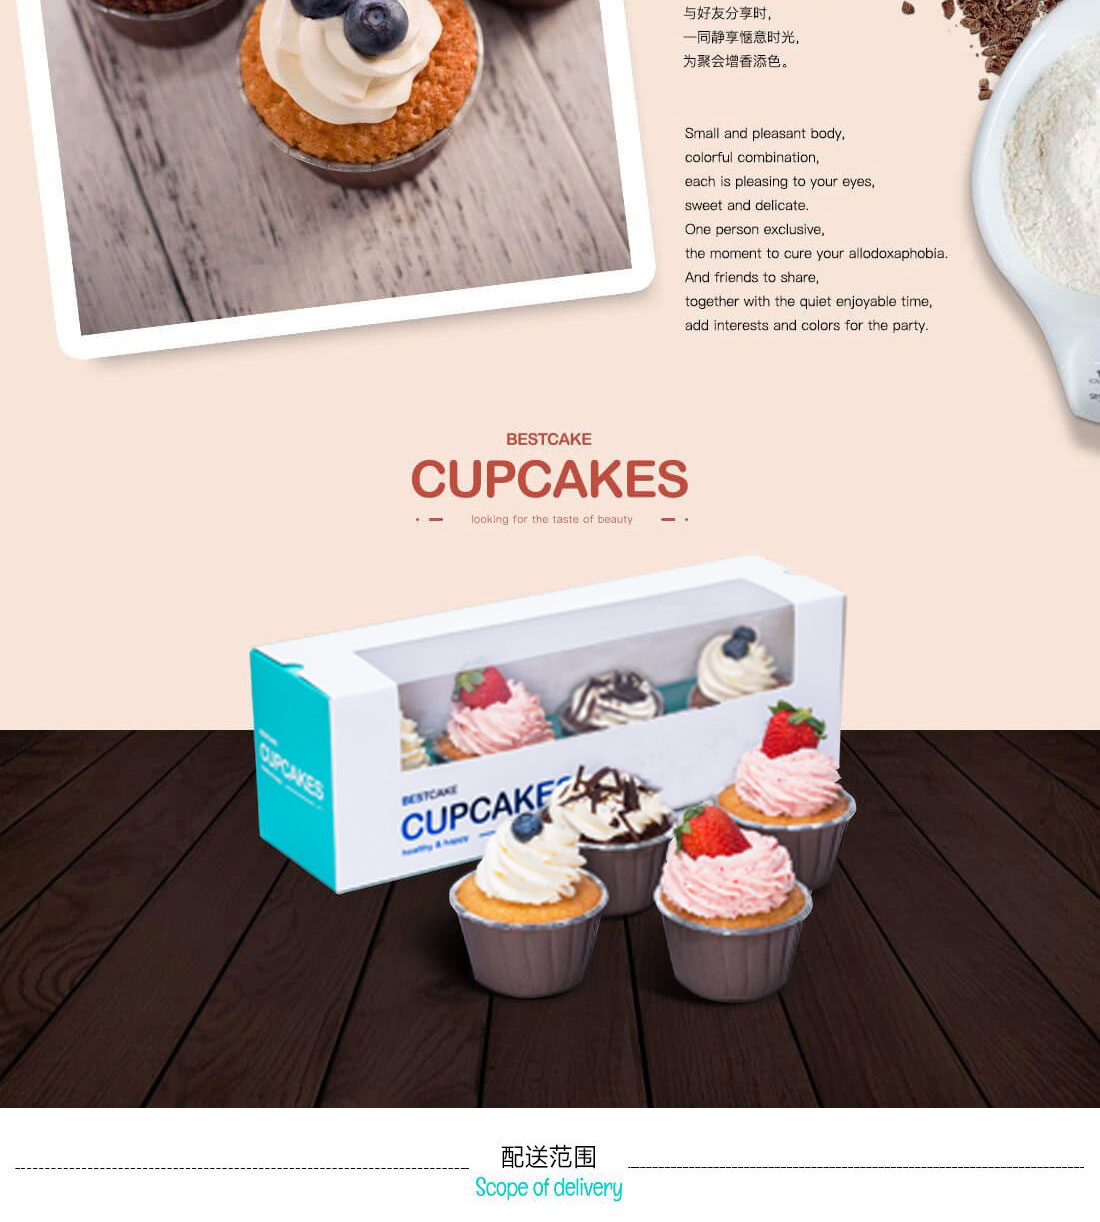 与好友分享时，
一同静享惬意时光，
为聚会增香添色。
Small and pleasant body,
colorful combination,
each is pleasing to your eyes,
sweet and delicate.
One person exclusive,
the moment to cure your allodoxaphobia.
And friends to share,
together with the quiet enjoyable time,
add interests and colors for the party.
BESTCAKE
CUPCAKES
looking for the taste of beauty
CUPCAKES
BESTCAKE
CUPCAKES
healthy & happy
配送范围
Scope of delivery